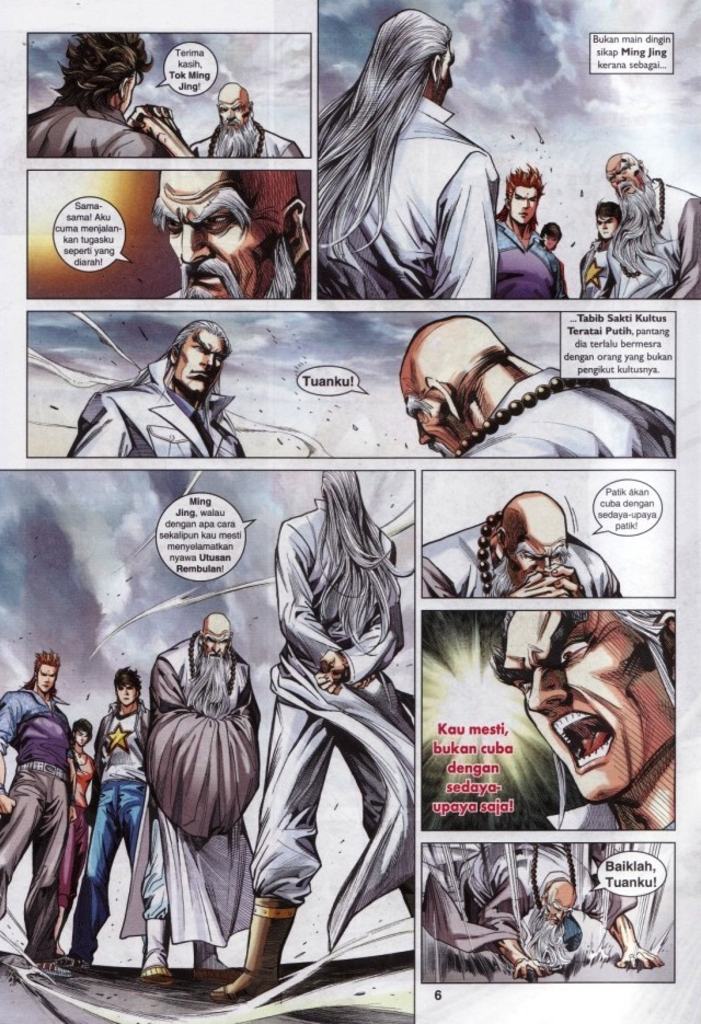 Terima
kasih,
Tok Ming
Jing!
Sama-
sama! Aku
cuma menjalan-
kan tugasku
seperti yang
diarah!
Bukan main dingin
sikap Ming Jing
kerana sebagai...
...Tabib Sakti Kultus
Teratai Putih, pantang
dia terlalu bermesra
dengan orang yang bukan
pengikut kultusnya.
Tuanku!
Ming
Jing, walau
dengan apa cara
sekalipun kau mesti
menyelamatkan
nyawa Utusan
Rembulan!
Patik akan
cuba dengan
sedaya-upaya
patik!
Kau mesti,
bukan cuba
dengan
sedaya-
upaya saja!
Baiklah,
Tuanku!
6